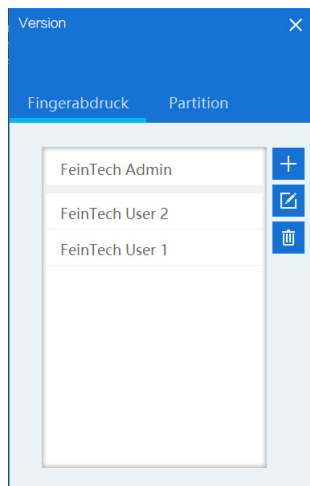 Version
Fingerabdruck Partition
FeinTech Admin
FeinTech User 2
FeinTech User 1